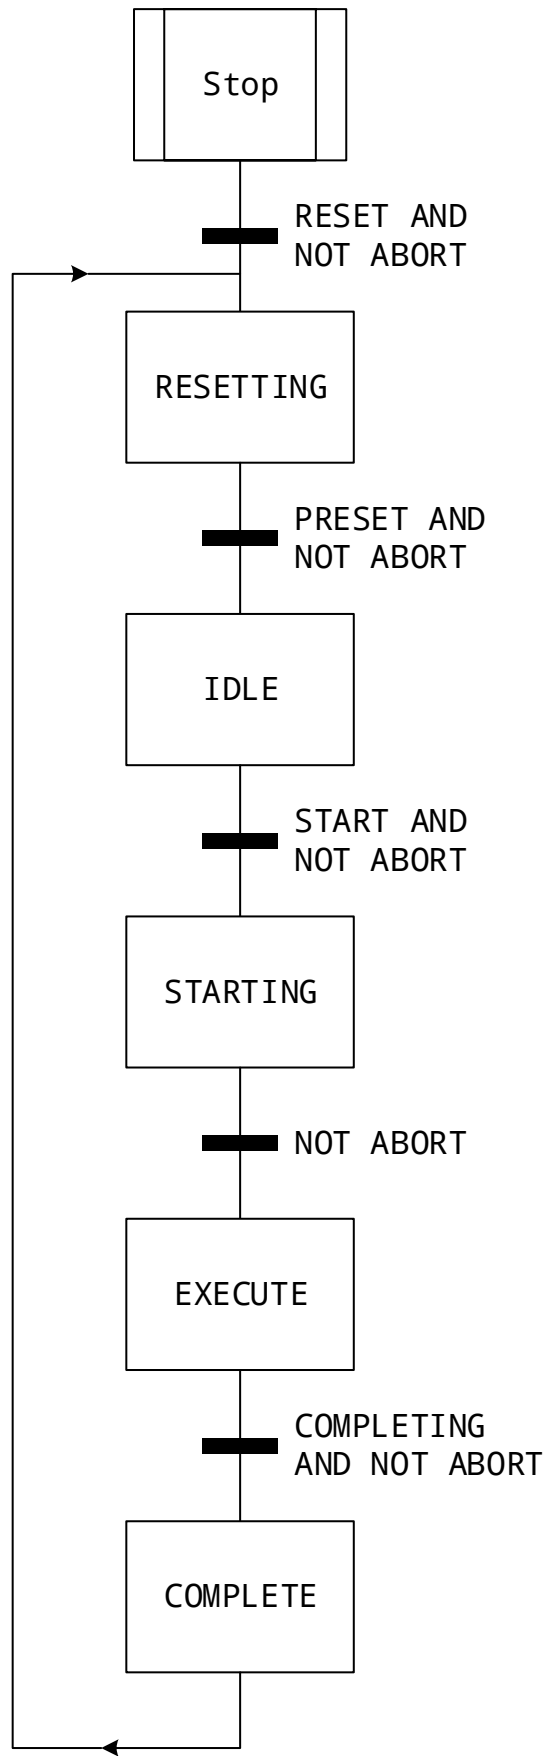 Stop
RESET AND
NOT ABORT
RESETTING
PRESET AND
NOT ABORT
IDLE
START AND
NOT ABORT
STARTING
NOT ABORT
EXECUTE
COMPLETING
AND NOT ABORT
COMPLETE